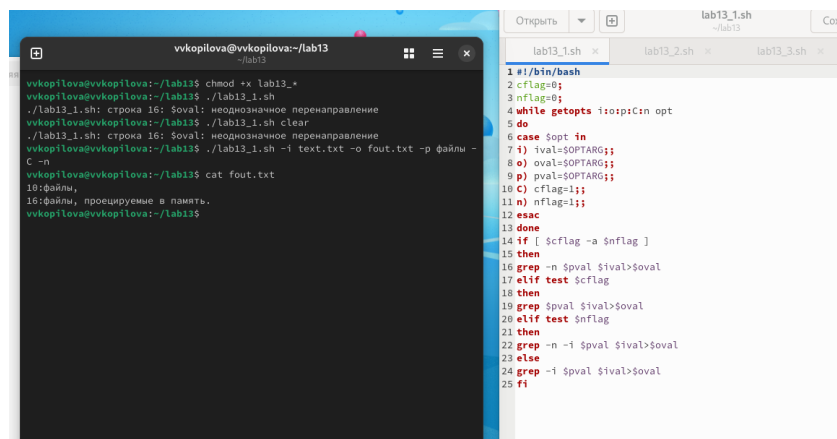 vvkopilova@vvkopilova:~/lab13
~/lab13
vvkopilova@vvkopilova:~/lab13$ chmod +x lab13_*
vvkopilova@vvkopilova:~/lab13$ ./lab13_1.sh
./lab13_1.sh: строка 16: $oval: неоднозначное перенаправление
vvkopilova@vvkopilova:~/lab13$ ./lab13_1.sh clear
./lab13_1.sh: строка 16: $oval: неоднозначное перенаправление
vvkopilova@vvkopilova:~/lab13$ ./lab13_1.sh -i text.txt -o fout.txt -p файлы -
C -n
vvkopilova@vvkopilova:~/lab13$ cat fout.txt
10:файлы,
16:файлы, проецируемые в память.
vvkopilova@vvkopilova:~/lab13$
Открыть
lab13_1.sh
~/lab13
lab13_1.sh × lab13_2.sh × lab13_3.sh ×
1 #!/bin/bash
2 cflag=0;
3 nflag=0;
4 while getopts i:o:p:C:n opt
5 do
6 case $opt in
7 i) ival=$OPTARG;;
8 o) oval=$OPTARG;;
9 p) pval=$OPTARG;;
10 C) cflag=1;;
11 n) nflag=1;;
12 esac
13 done
14 if [ $cflag -a $nflag ]
15 then
16 grep -n $pval $ival>$oval
17 elif test $cflag
18 then
19 grep $pval $ival>$oval
20 elif test $nflag
21 then
22 grep -n -i $pval $ival>$oval
23 else
24 grep -i $pval $ival>$oval
25 fi